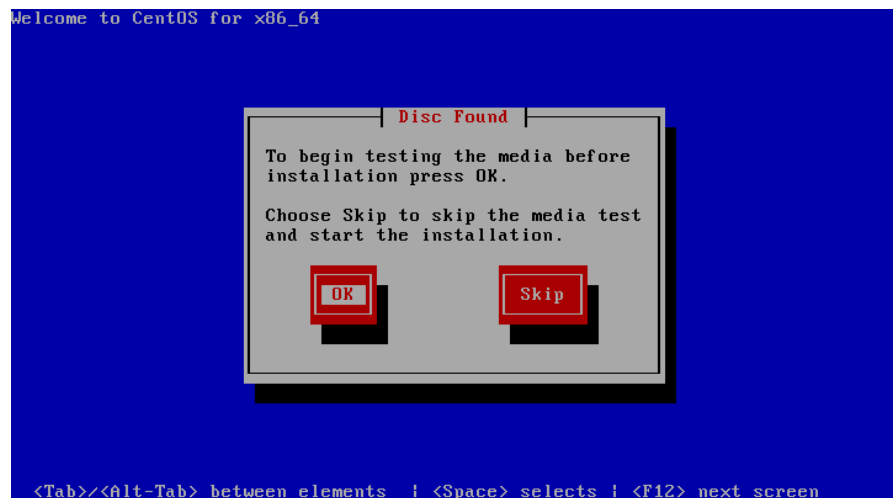 Welcome to CentOS for x86_64
Disc Found
To begin testing the media before
installation press OK.
Choose Skip to skip the media test
and start the installation.
OK Skip
<Tab>/<Alt-Tab> between elements | <Space> selects | <F12> next screen